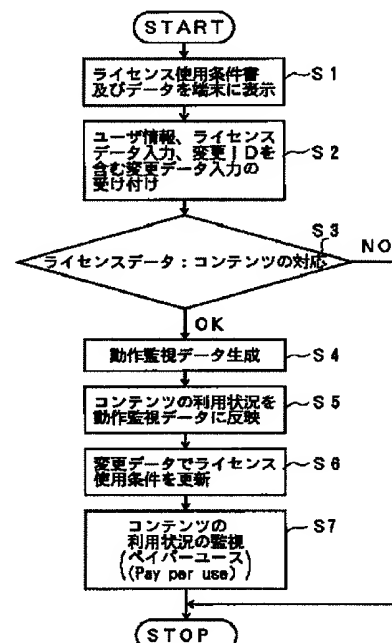 START
ライセンス使用条件書
及びデータを端末に表示
S1
ユーザ情報、ライセンス
データ入力、変更IDを
含む変更データ入力の
受け付け
S2
S3
NO
ライセンスデータ:コンテンツの対応
OK
動作監視データ生成
S4
コンテンツの利用状況を
動作監視データに反映
S5
変更データでライセンス
使用条件を更新
S6
コンテンツの
利用状況の監視
(ペイパーユース)
((Pay per use))
S7
STOP